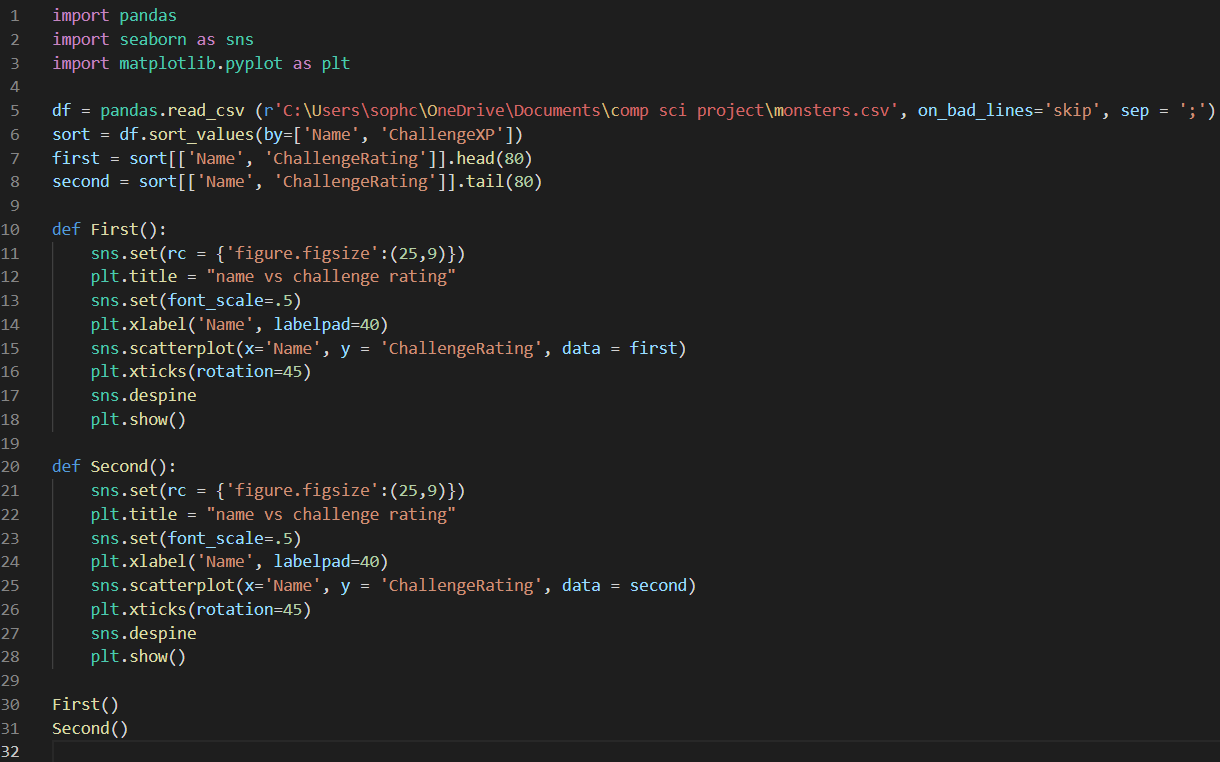 1 import pandas
2 import seaborn as sns
3 import matplotlib.pyplot as plt
4
5 df = pandas.read_csv (r'C:\Users\sophc\OneDrive\Documents\comp sci project\monsters.csv', on_bad_lines='skip', sep = ';')
6 sort = df.sort_values(by=['Name', 'ChallengeXP'])
7 first = sort[['Name', 'ChallengeRating']].head(80)
8 second = sort[['Name', 'ChallengeRating']].tail(80)
9
10 def First():
11     sns.set(rc = {'figure.figsize':(25,9)})
12     plt.title = "name vs challenge rating"
13     sns.set(font_scale=.5)
14     plt.xlabel('Name', labelpad=40)
15     sns.scatterplot(x='Name', y = 'ChallengeRating', data = first)
16     plt.xticks(rotation=45)
17     sns.despine
18     plt.show()
19
20 def Second():
21     sns.set(rc = {'figure.figsize':(25,9)})
22     plt.title = "name vs challenge rating"
23     sns.set(font_scale=.5)
24     plt.xlabel('Name', labelpad=40)
25     sns.scatterplot(x='Name', y = 'ChallengeRating', data = second)
26     plt.xticks(rotation=45)
27     sns.despine
28     plt.show()
29
30 First()
31 Second()
32